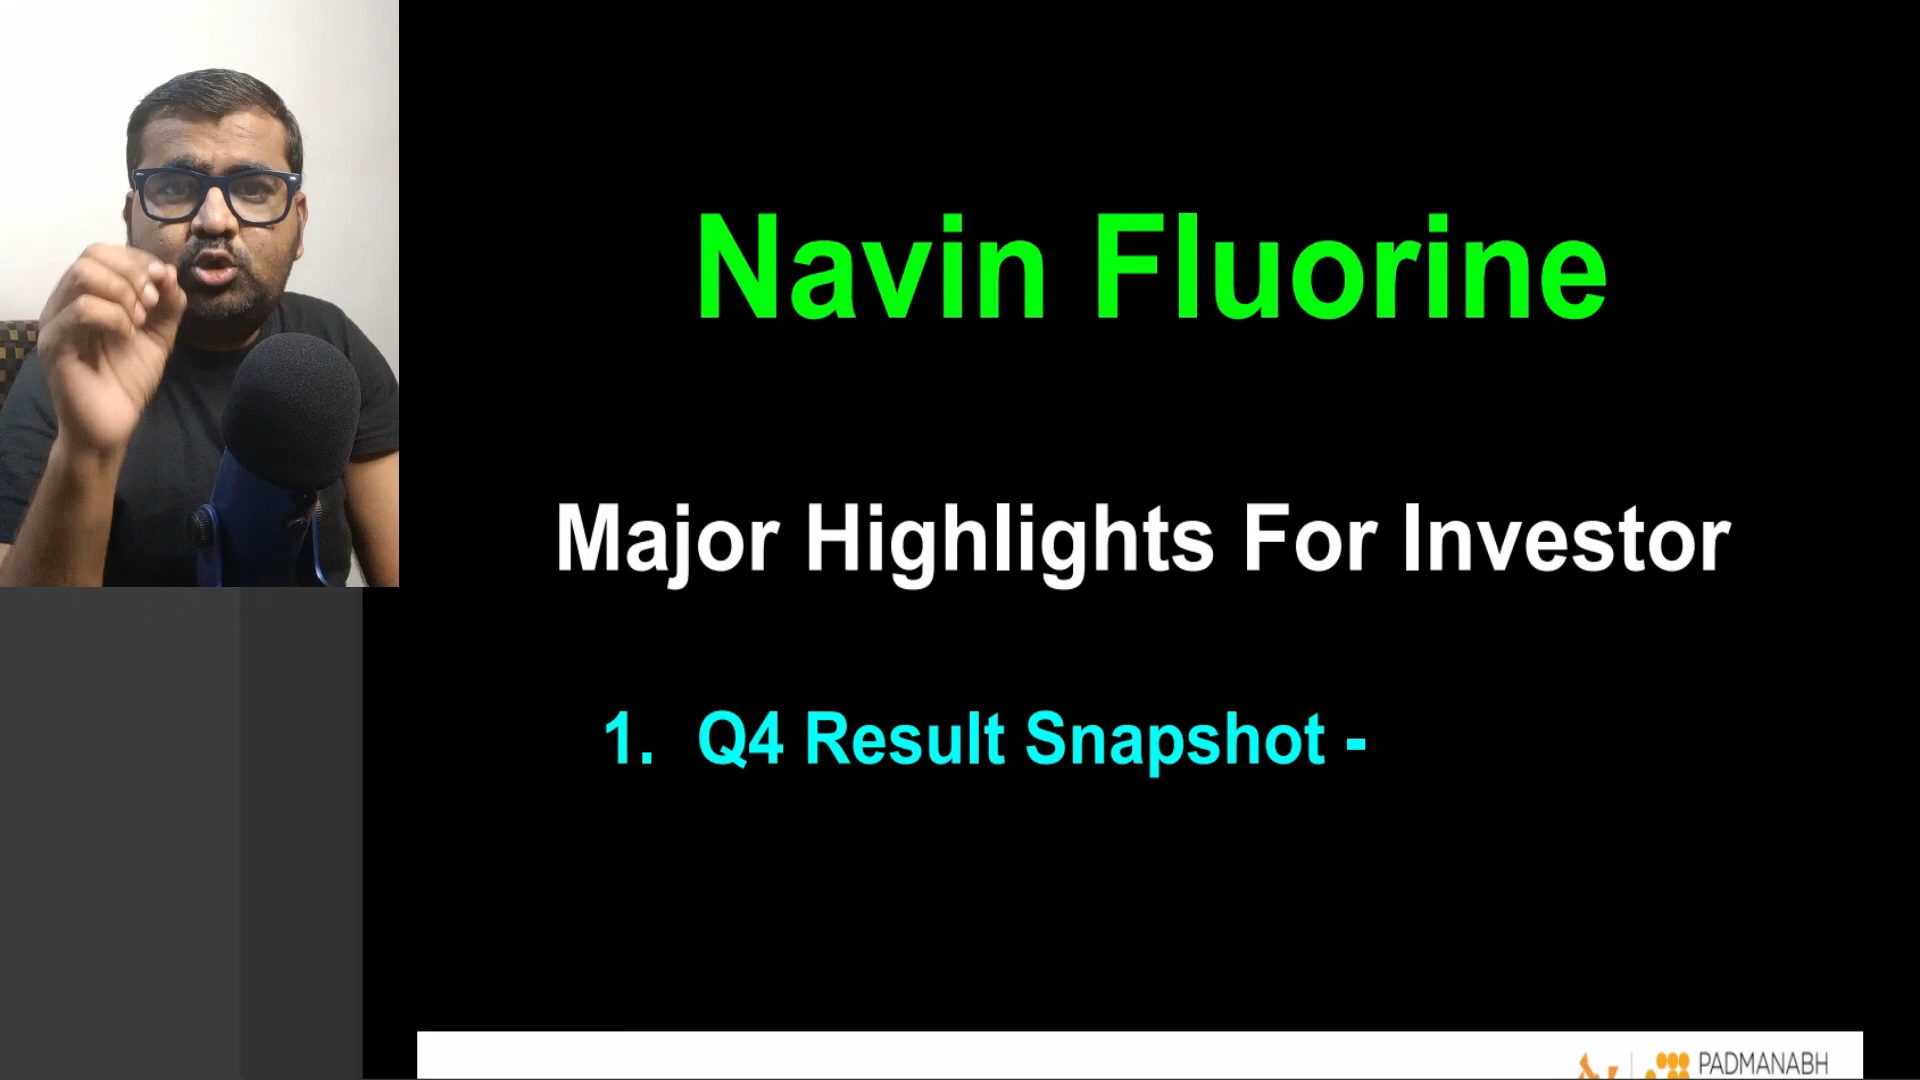 Navin Fluorine
Major Highlights For Investor
1. Q4 Result Snapshot -
PADMANABH